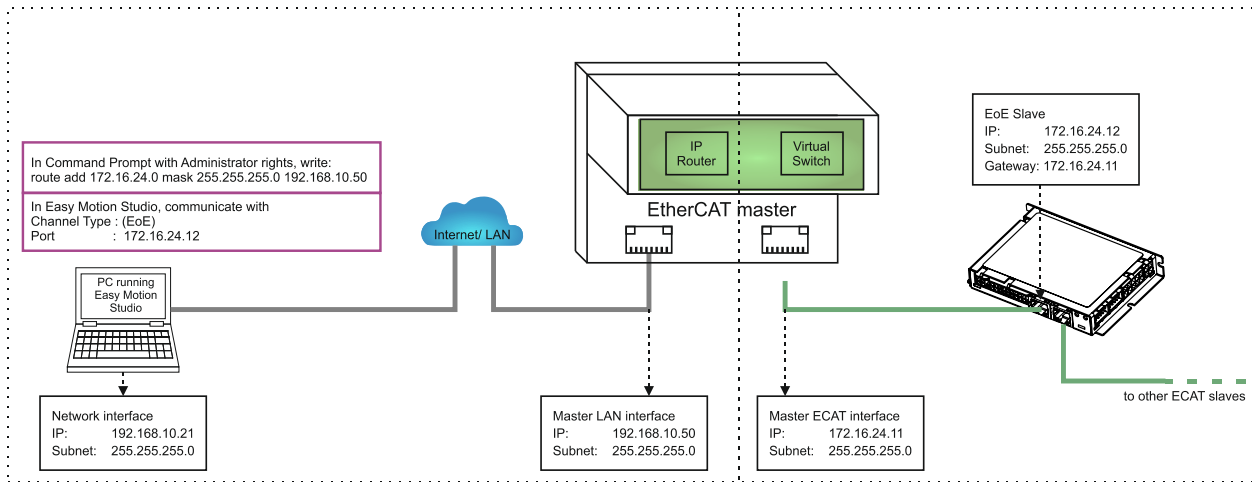 In Command Prompt with Administrator rights, write:
route add 172.16.24.0 mask 255.255.255.0 192.168.10.50
In Easy Motion Studio, communicate with
Channel Type : (EoE)
Port : 172.16.24.12
PC running
Easy Motion
Studio
Network interface
IP: 192.168.10.21
Subnet: 255.255.255.0
Internet/ LAN
IP
Router
Virtual
Switch
EtherCAT master
Master LAN interface
IP: 192.168.10.50
Subnet: 255.255.255.0
Master ECAT interface
IP: 172.16.24.11
Subnet: 255.255.255.0
EoE Slave
IP: 172.16.24.12
Subnet: 255.255.255.0
Gateway: 172.16.24.11
to other ECAT slaves